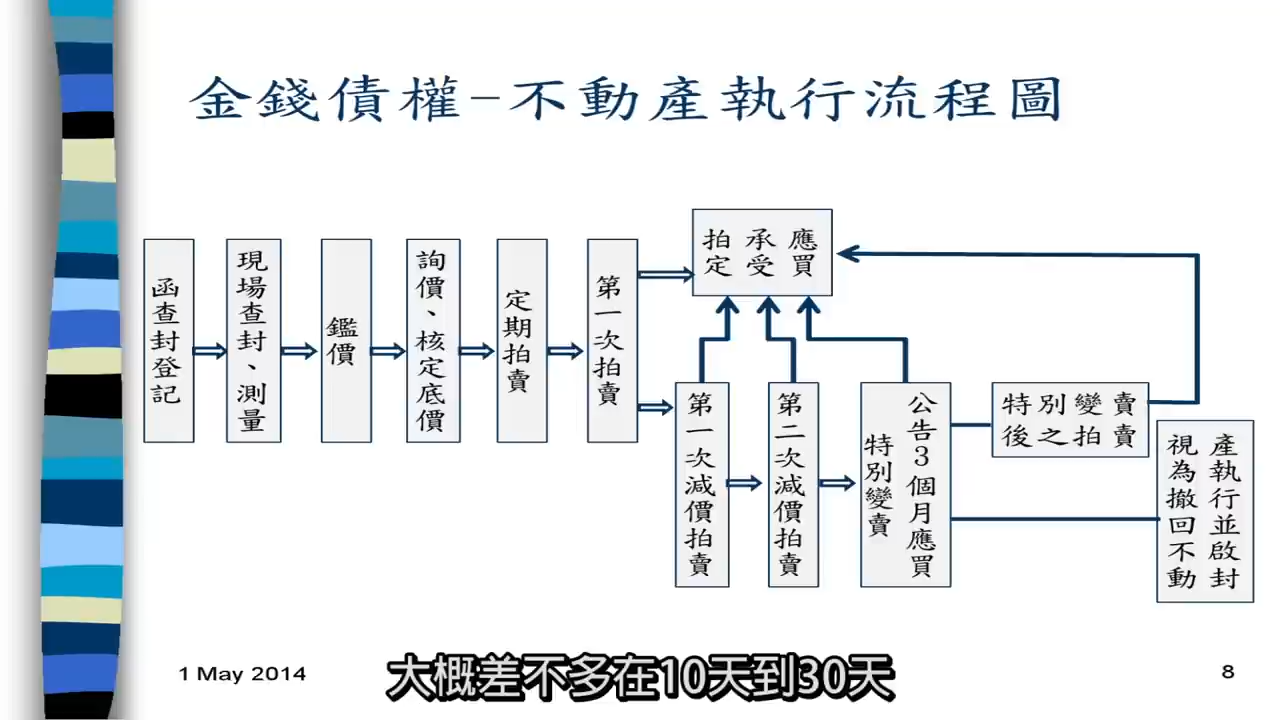 金錢債權-不動產執行流程圖
函查封登記
現場查封、測量
鑑價
詢價、核定底價
定期拍賣
第一次拍賣
拍定
承受
應買
第一次減價拍賣
第二次減價拍賣
特別變賣
公告3個月應買
特別變賣
後之拍賣
視為撤回不動
產執行並啟封
1 May 2014
大概差不多在10天到30天
8